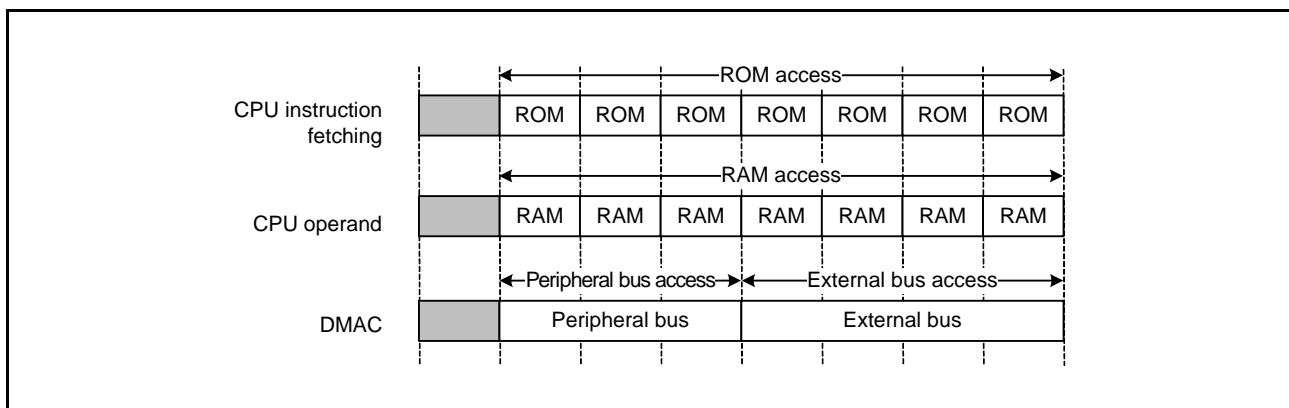 ROM access
CPU instruction fetching
ROM ROM ROM ROM ROM ROM ROM
RAM access
CPU operand
RAM RAM RAM RAM RAM RAM RAM
Peripheral bus access External bus access
DMAC
Peripheral bus External bus